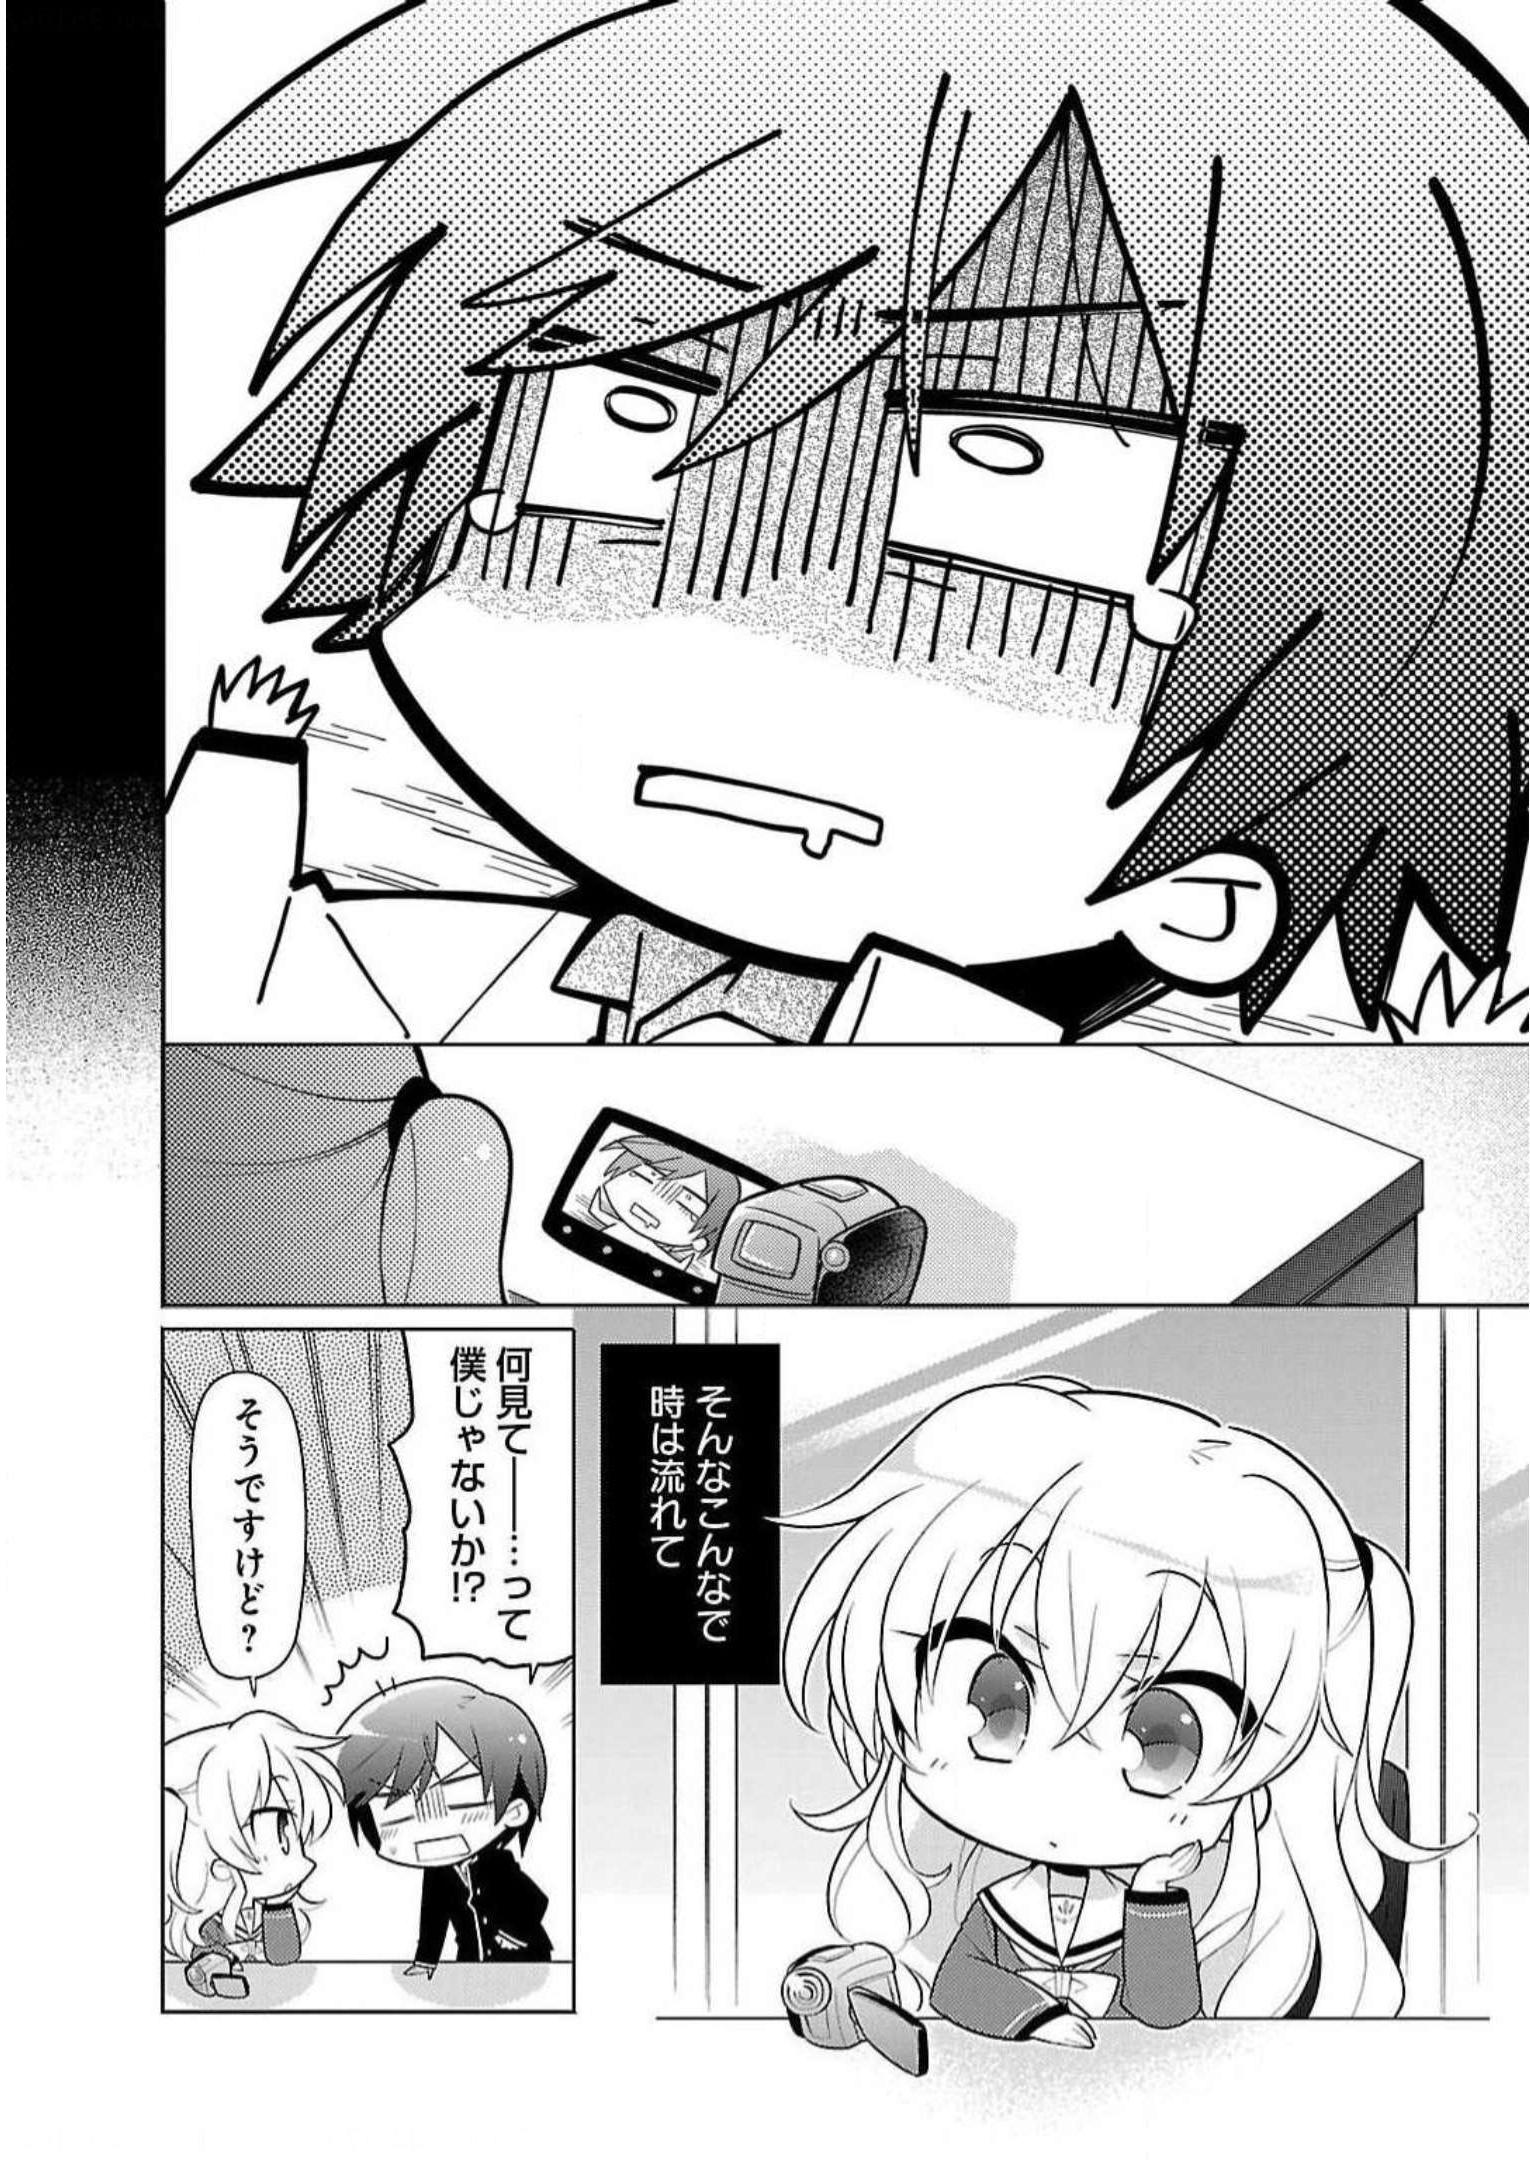 そんなこんなで
時は流れて
何見て――…って
僕じゃないか!?
そうですけど？